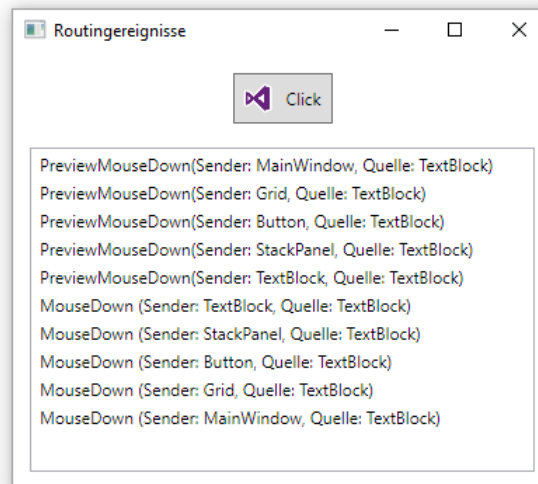 Routingereignisse
Click
PreviewMouseDown(Sender: MainWindow, Quelle: TextBlock)
PreviewMouseDown(Sender: Grid, Quelle: TextBlock)
PreviewMouseDown(Sender: Button, Quelle: TextBlock)
PreviewMouseDown(Sender: StackPanel, Quelle: TextBlock)
PreviewMouseDown(Sender: TextBlock, Quelle: TextBlock)
MouseDown (Sender: TextBlock, Quelle: TextBlock)
MouseDown (Sender: StackPanel, Quelle: TextBlock)
MouseDown (Sender: Button, Quelle: TextBlock)
MouseDown (Sender: Grid, Quelle: TextBlock)
MouseDown (Sender: MainWindow, Quelle: TextBlock)